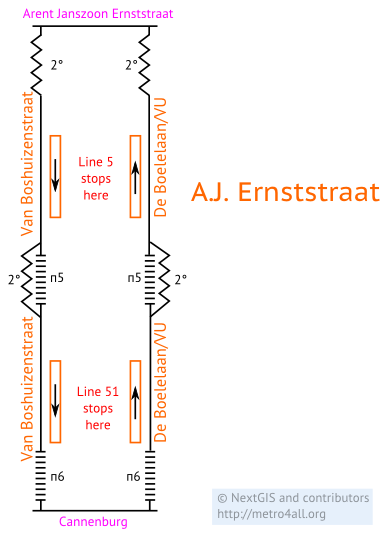 Arent Janszoon Ernststraat
2°
2°
Van Boshuizenstraat
Line 5
stops
here
De Boelelaan/VU
A.J. Ernststraat
2°
п5
п5
2°
Van Boshuizenstraat
Line 51
stops
here
De Boelelaan/VU
п6
п6
Cannenburg
© NextGIS and contributors
http://metro4all.org